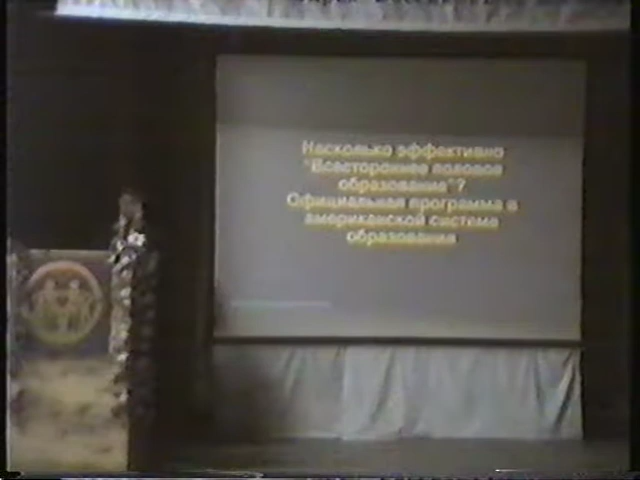 Насколько эффективно
"Всестороннее половое
образование"?
Официальная программа в
американской системе
образования